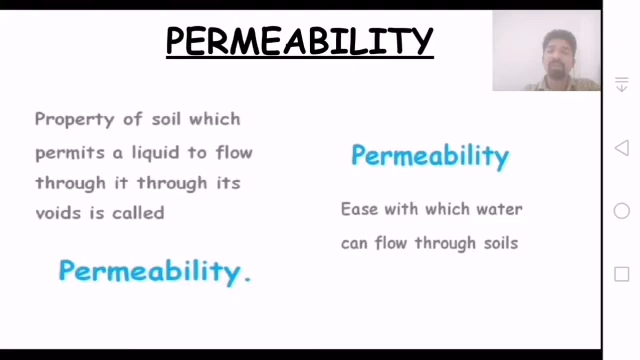 PERMEABILITY
Property of soil which
permits a liquid to flow
through it through its
voids is called
Permeability.
Permeability
Ease with which water
can flow through soils